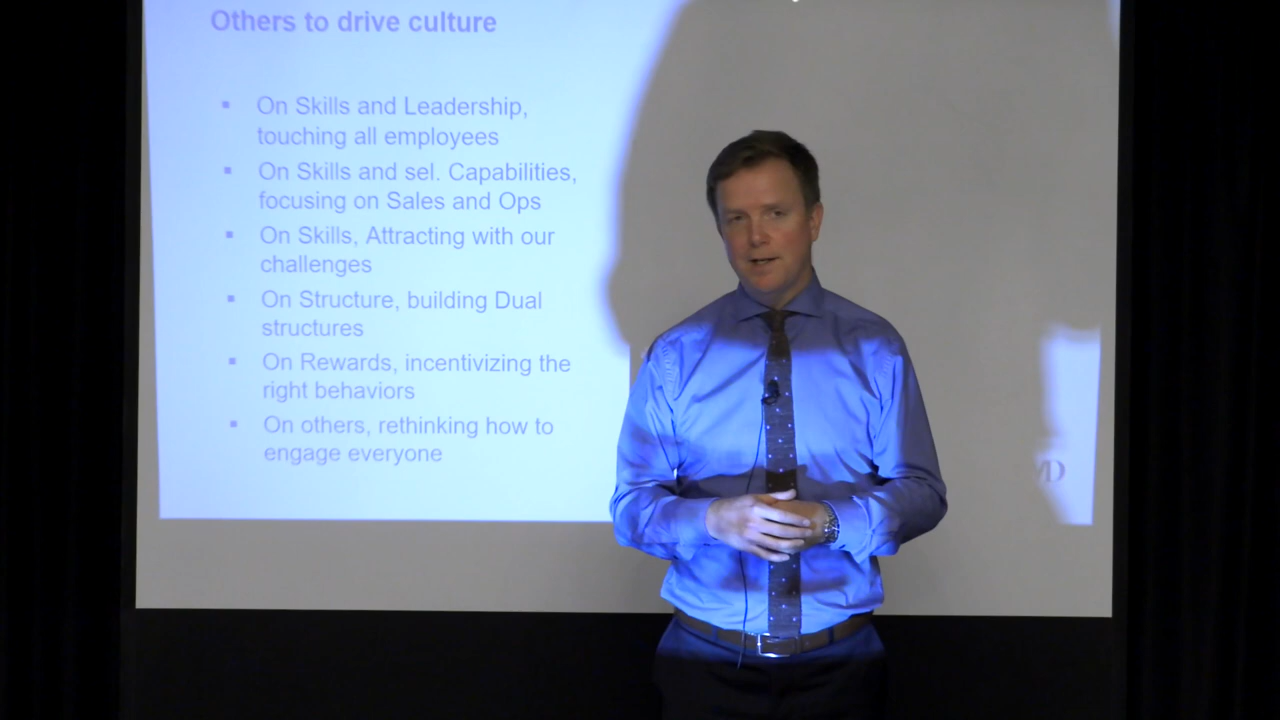 Others to drive culture
On Skills and Leadership,
touching all employees
On Skills and sel. Capabilities,
focusing on Sales and Ops
On Skills, Attracting with our
challenges
On Structure, building Dual
structures
On Rewards, incentivizing the
right behaviors
On others, rethinking how to
engage everyone